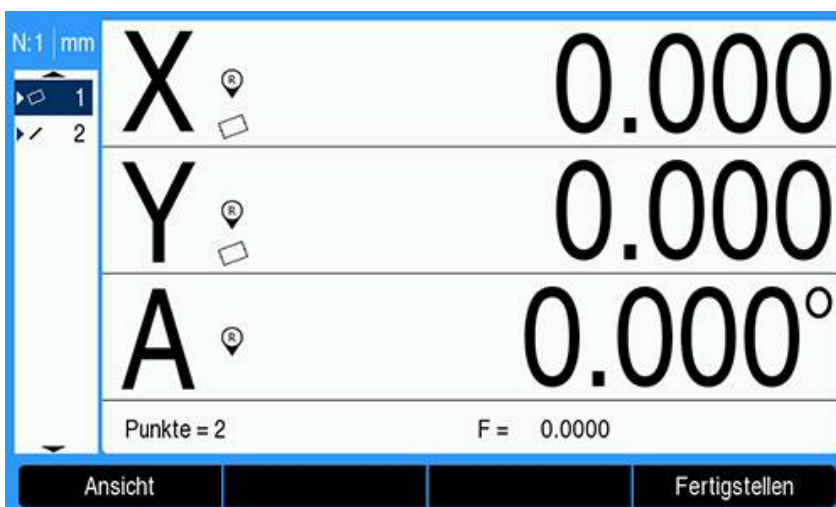 N:1 mm
1
2
X R 0.000
Y R 0.000
A R 0.000°
Punkte = 2 F = 0.0000
Ansicht Fertigstellen